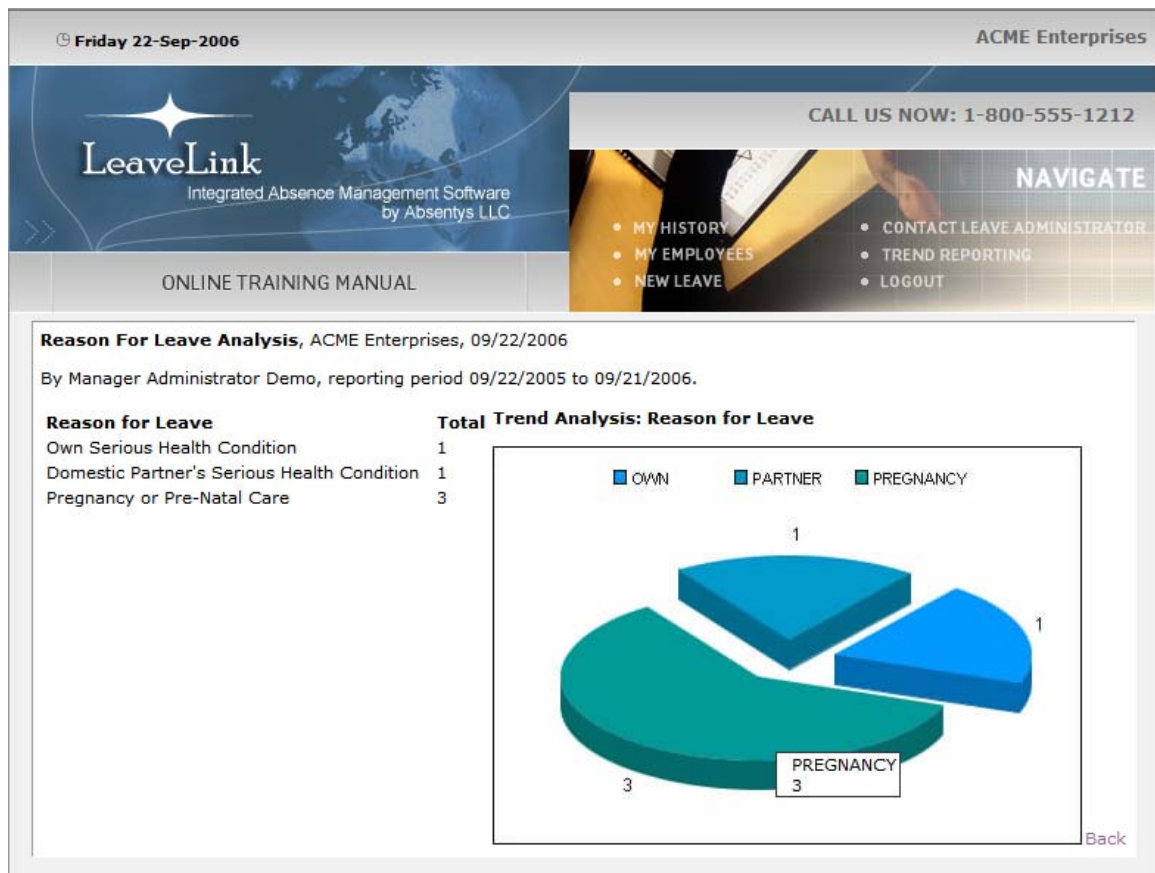 Friday 22-Sep-2006
ACME Enterprises
CALL US NOW: 1-800-555-1212
LeaveLink
Integrated Absence Management Software
by Absentys LLC
NAVIGATE
MY HISTORY
CONTACT LEAVE ADMINISTRATOR
MY EMPLOYEES
TREND REPORTING
NEW LEAVE
LOGOUT
ONLINE TRAINING MANUAL
Reason For Leave Analysis, ACME Enterprises, 09/22/2006
By Manager Administrator Demo, reporting period 09/22/2005 to 09/21/2006.
Reason for Leave Total
Own Serious Health Condition 1
Domestic Partner's Serious Health Condition 1
Pregnancy or Pre-Natal Care 3
Trend Analysis: Reason for Leave
OWN PARTNER PREGNANCY
1
1
3
PREGNANCY
3
Back